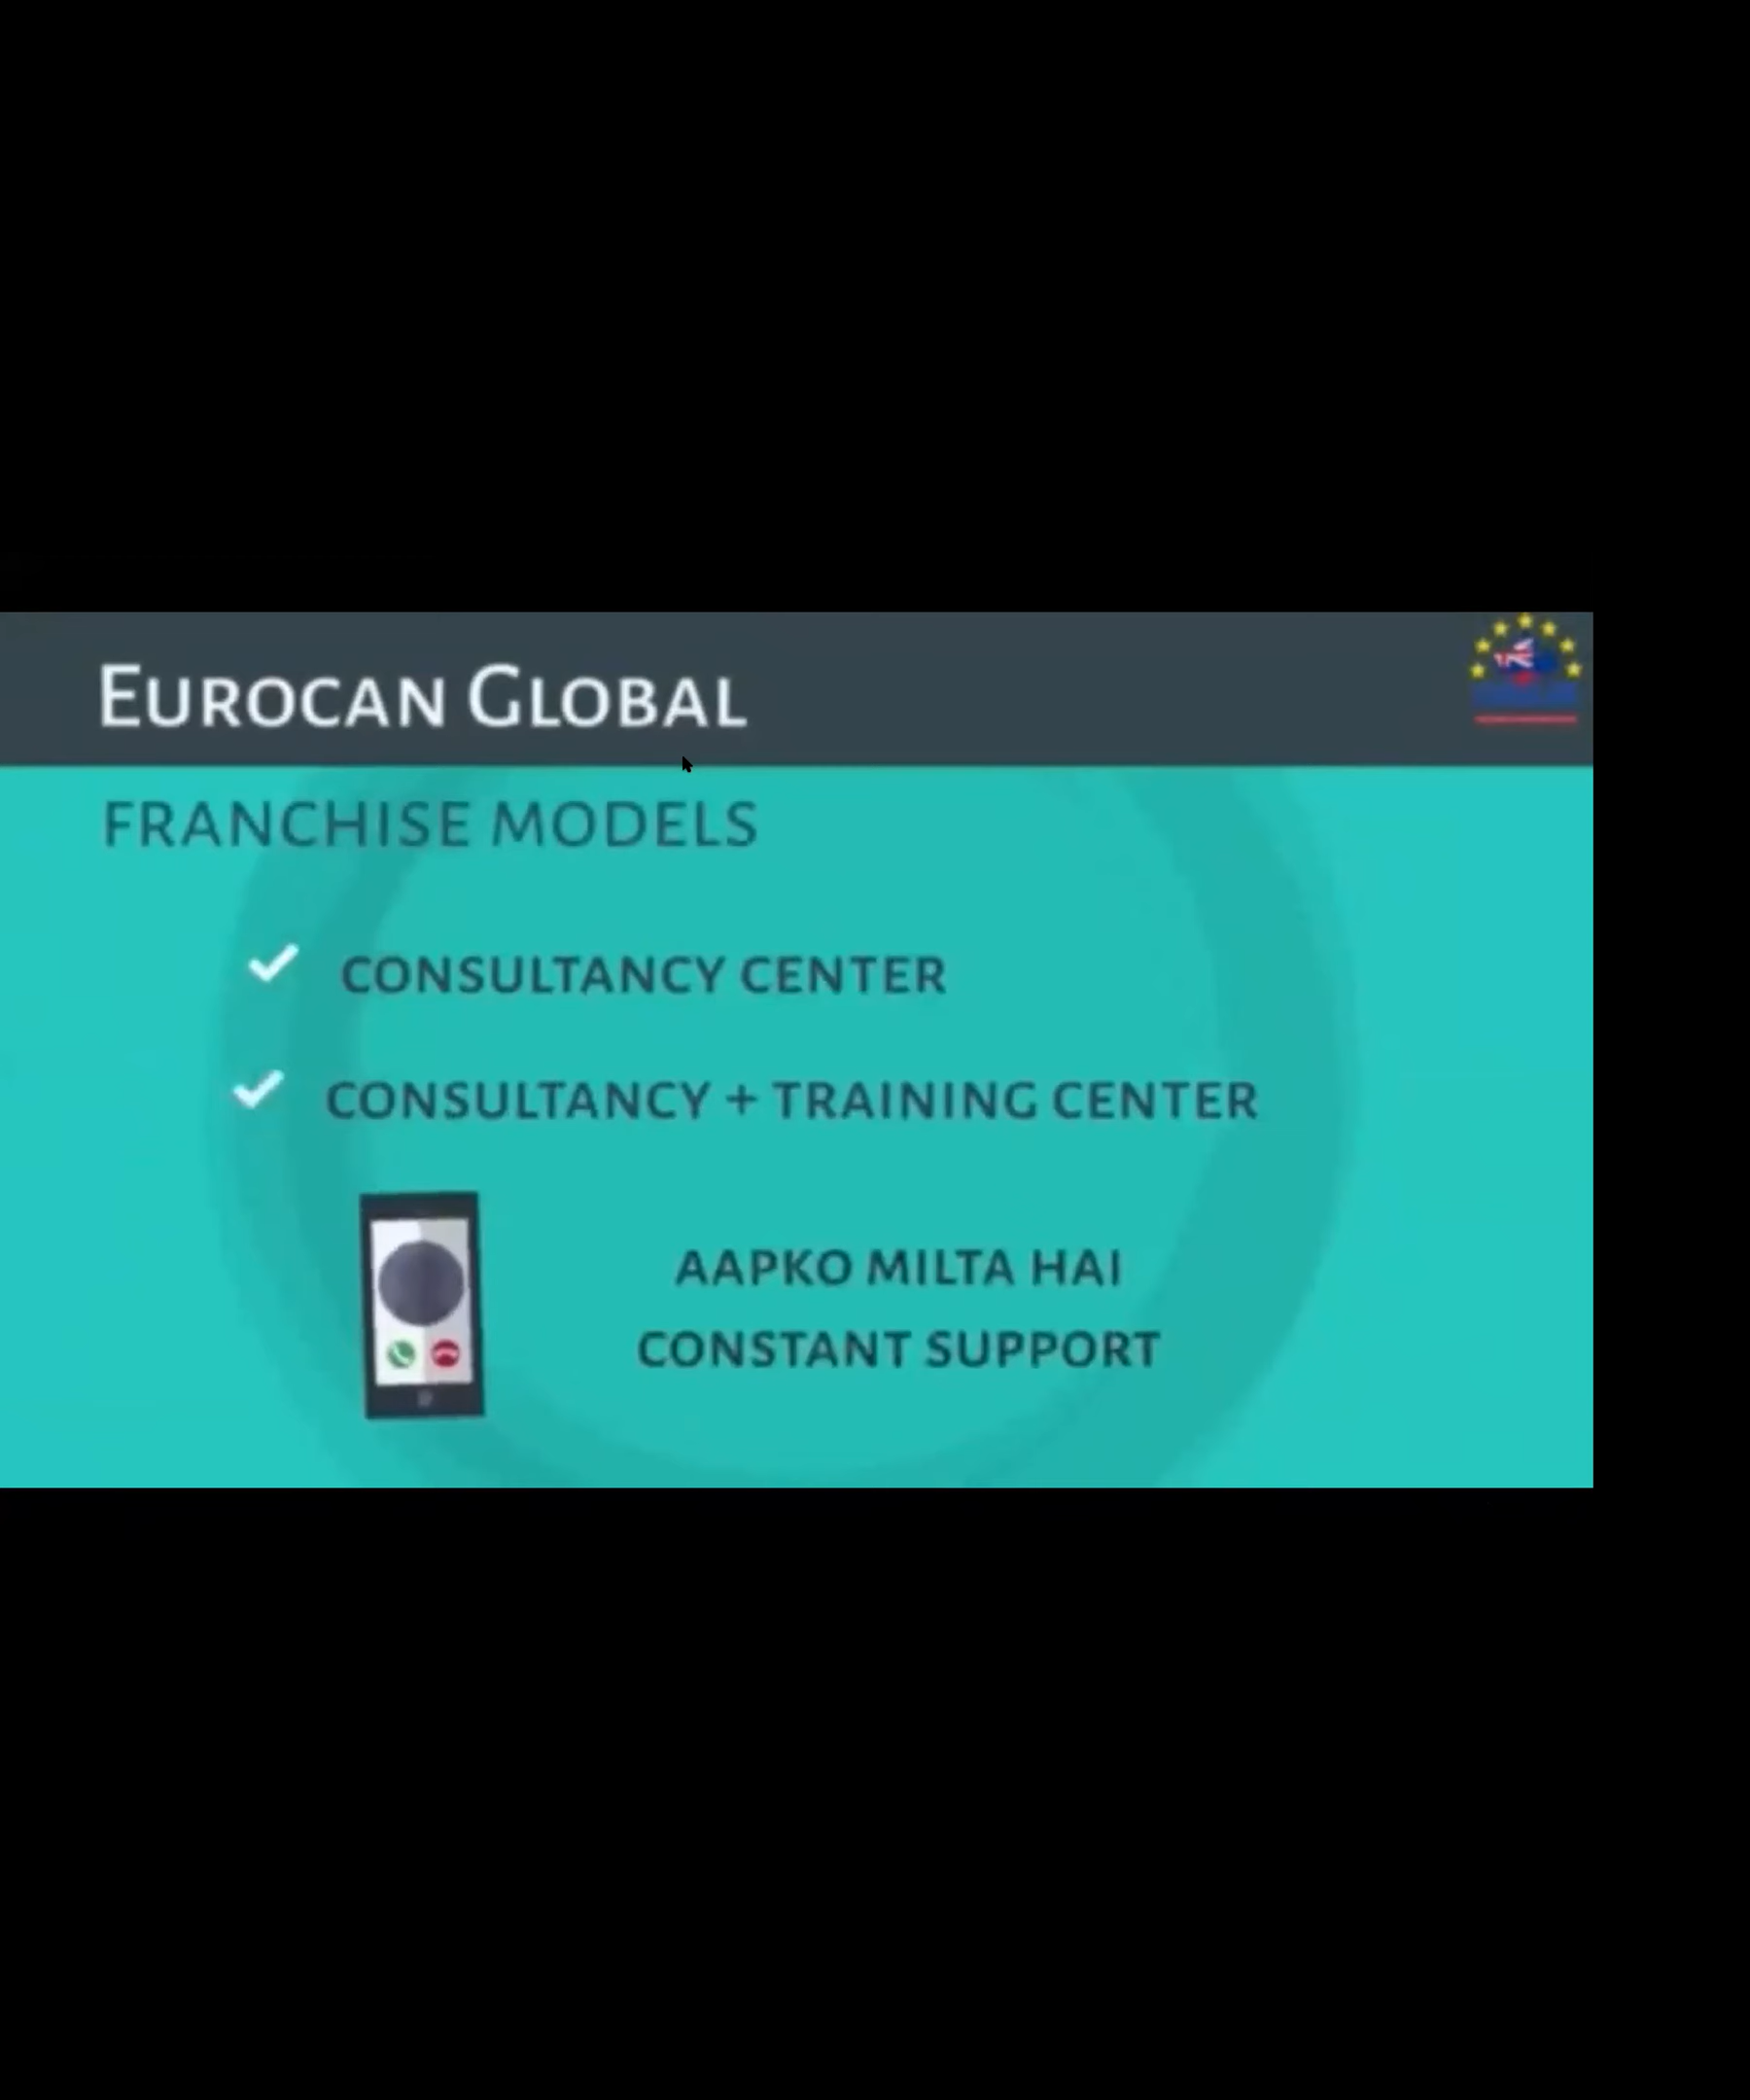 Eurocan Global
FRANCHISE MODELS
CONSULTANCY CENTER
CONSULTANCY + TRAINING CENTER
AAPKO MILTA HAI
CONSTANT SUPPORT